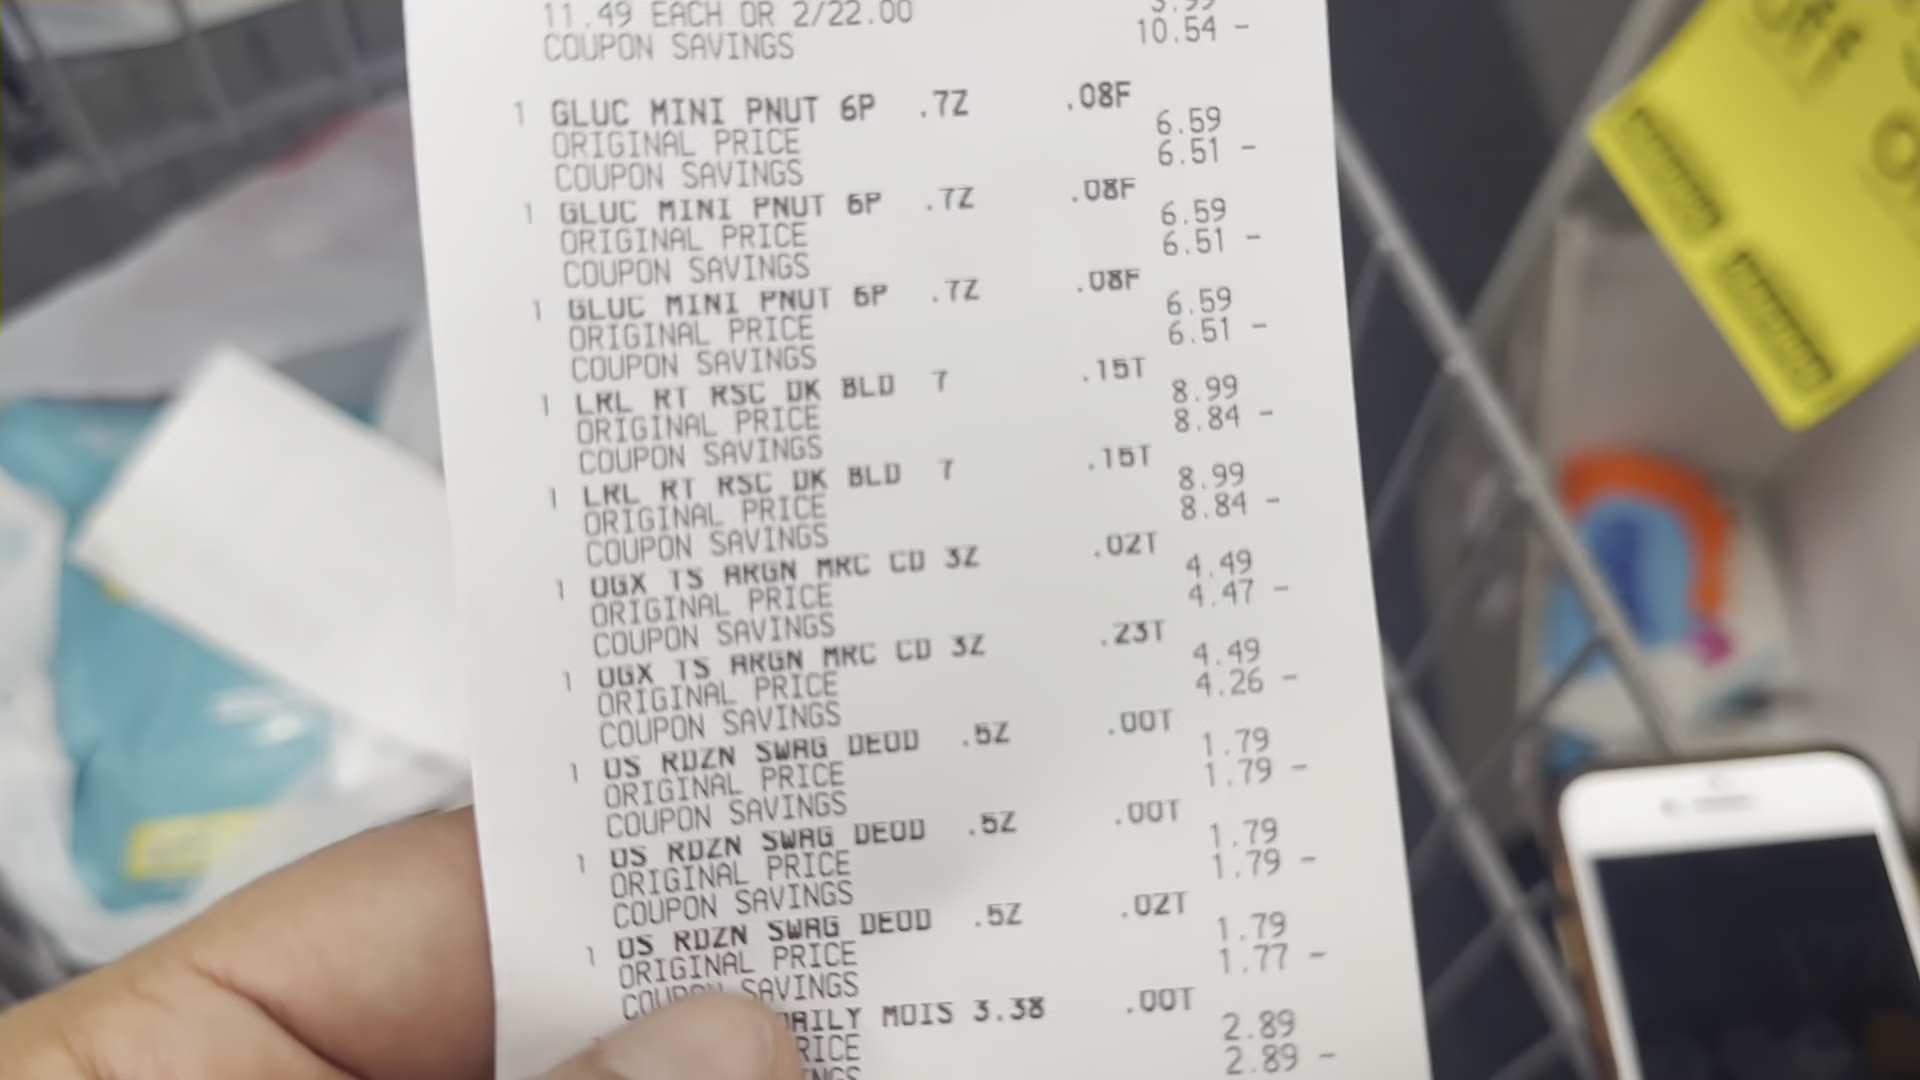 11.49 EACH OR 2/22.00
COUPON SAVINGS 10.54 -
1 GLUC MINI PNUT 6P .7Z .08F
ORIGINAL PRICE 6.59
COUPON SAVINGS 6.51 -
1 GLUC MINI PNUT 6P .7Z .08F
ORIGINAL PRICE 6.59
COUPON SAVINGS 6.51 -
1 GLUC MINI PNUT 6P .7Z .08F
ORIGINAL PRICE 6.59
COUPON SAVINGS 6.51 -
1 LRL RT RSC DK BLD 7 .15T
ORIGINAL PRICE 8.99
COUPON SAVINGS 8.84 -
1 LRL RT RSC DK BLD 7 .15T
ORIGINAL PRICE 8.99
COUPON SAVINGS 8.84 -
1 OGX TS ARGN MRC CD 3Z .02T
ORIGINAL PRICE 4.49
COUPON SAVINGS 4.47 -
1 OGX TS ARGN MRC CD 3Z .23T
ORIGINAL PRICE 4.49
COUPON SAVINGS 4.26 -
1 OS RDZN SWAG DEOD .5Z .00T
ORIGINAL PRICE 1.79
COUPON SAVINGS 1.79 -
1 OS RDZN SWAG DEOD .5Z .00T
ORIGINAL PRICE 1.79
COUPON SAVINGS 1.79 -
1 OS RDZN SWAG DEOD .5Z .02T
ORIGINAL PRICE 1.79
COUPON SAVINGS 1.77 -
DAILY MOIS 3.38 .00T
RICE 2.89
NGS 2.89 -
OFF